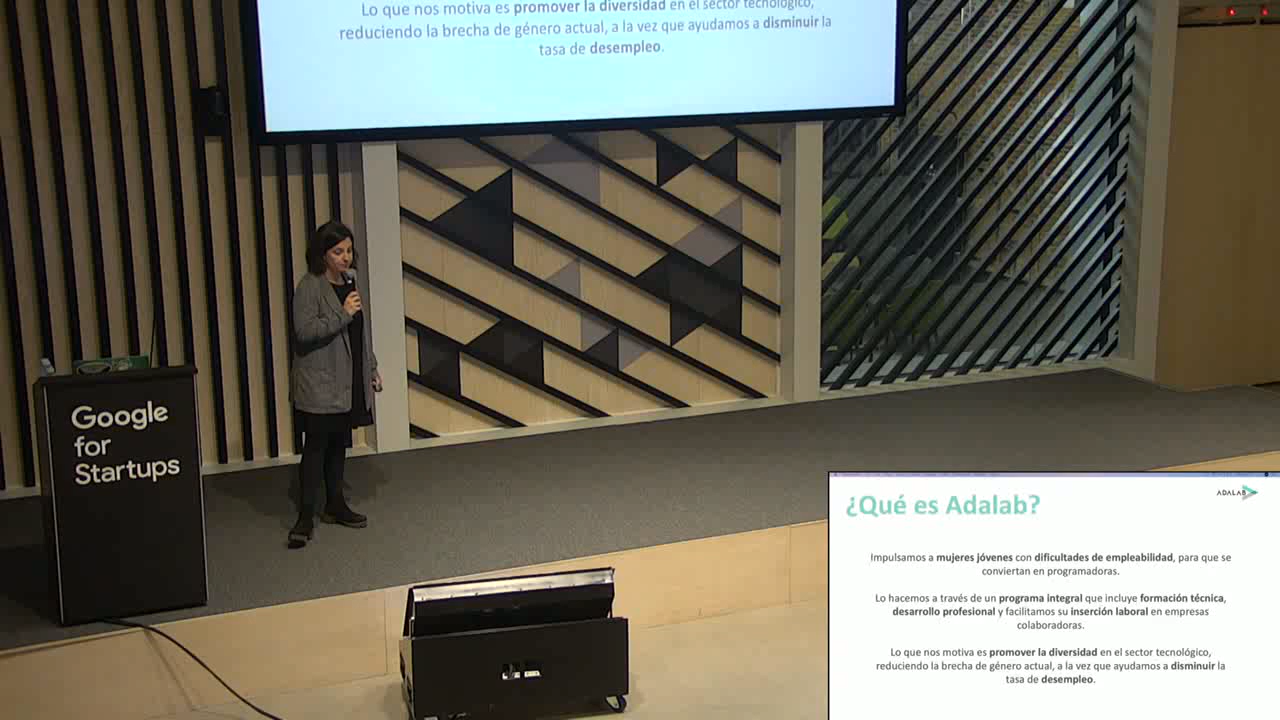 Lo que nos motiva es promover la diversidad en el sector tecnológico,
reduciendo la brecha de género actual, a la vez que ayudamos a disminuir la
tasa de desempleo.
Google
for
Startups
¿Qué es Adalab?
ADALAB
Impulsamos a mujeres jóvenes con dificultades de empleabilidad, para que se
conviertan en programadoras.
Lo hacemos a través de un programa integral que incluye formación técnica,
desarrollo profesional y facilitamos su inserción laboral en empresas
colaboradoras.
Lo que nos motiva es promover la diversidad en el sector tecnológico,
reduciendo la brecha de género actual, a la vez que ayudamos a disminuir la
tasa de desempleo.